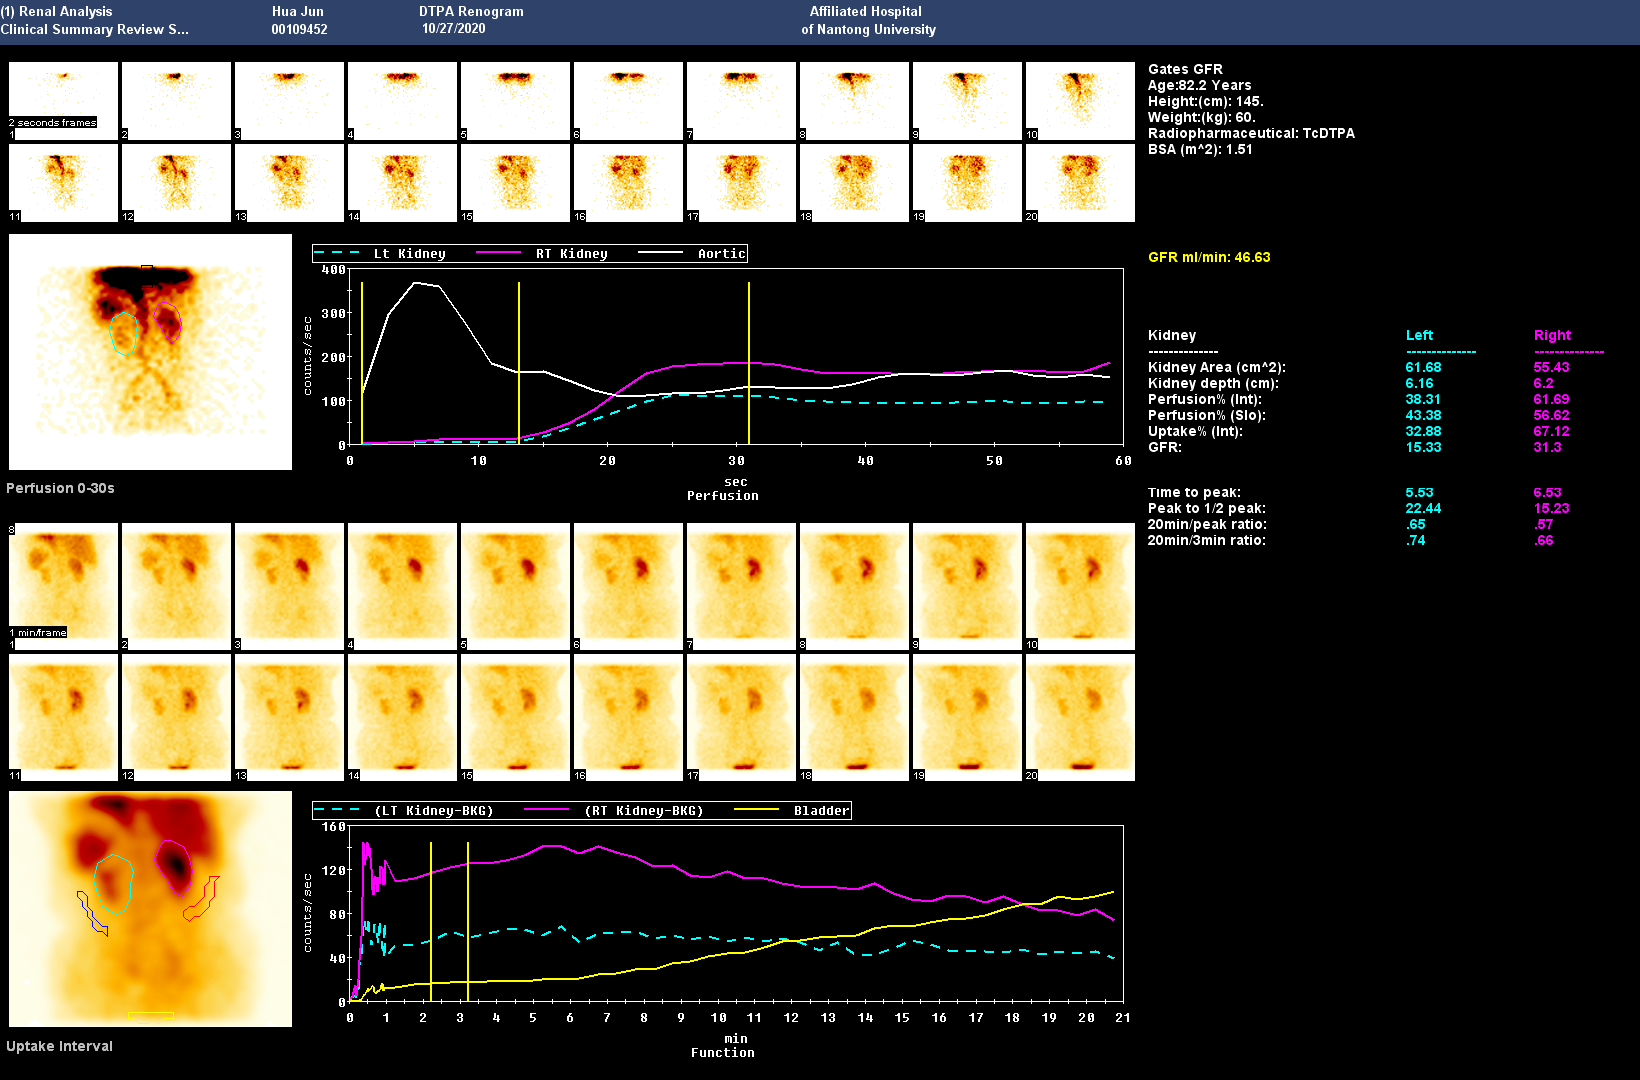 (1) Renal Analysis Hua Jun DTPA Renogram Affiliated Hospital
Clinical Summary Review S... 00109452 10/27/2020 of Nantong University
2 seconds frames
1 2 3 4 5 6 7 8 9 10
11 12 13 14 15 16 17 18 19 20
Gates GFR
Age:82.2 Years
Height:(cm): 145.
Weight:(kg): 60.
Radiopharmaceutical: TcDTPA
BSA (m^2): 1.51
Lt Kidney RT Kidney Aortic
400
300
200
100
0
counts/sec
0 10 20 30 40 50 60
sec
Perfusion
Perfusion 0-30s
GFR ml/min: 46.63
Kidney Left Right
-------------- -------------- --------------
Kidney Area (cm^2): 61.68 55.43
Kidney depth (cm): 6.16 6.2
Perfusion% (Int): 38.31 61.69
Perfusion% (Slo): 43.38 56.62
Uptake% (Int): 32.88 67.12
GFR: 15.33 31.3
Time to peak: 5.53 6.53
Peak to 1/2 peak: 22.44 15.23
20min/peak ratio: .65 .57
20min/3min ratio: .74 .66
8
1 min/frame
1 2 3 4 5 6 7 8 9 10
11 12 13 14 15 16 17 18 19 20
(LT Kidney-BKG) (RT Kidney-BKG) Bladder
160
120
80
40
0
counts/sec
0 1 2 3 4 5 6 7 8 9 10 11 12 13 14 15 16 17 18 19 20 21
min
Function
Uptake Interval